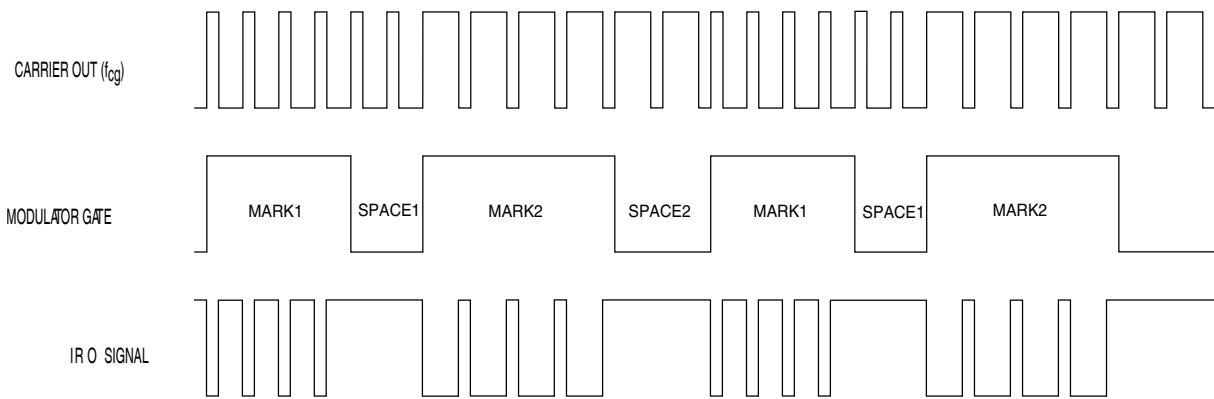 CARRIER OUT (fcg)
MODULATOR GATE
MARK1 SPACE1 MARK2 SPACE2 MARK1 SPACE1 MARK2
IR O SIGNAL